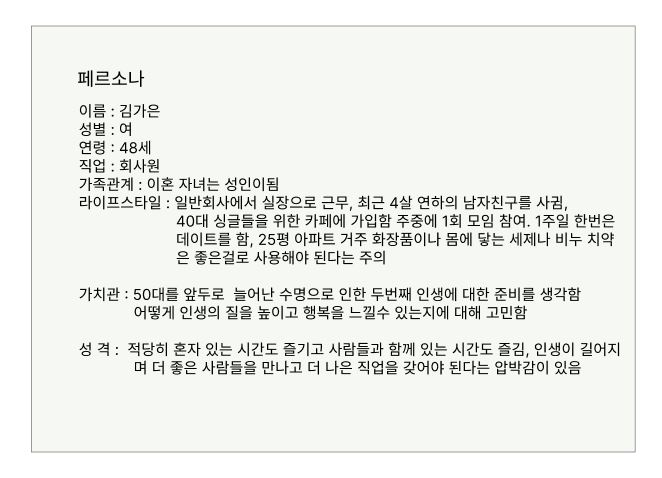 페르소나
이름 : 김가은
성별 : 여
연령 : 48세
직업 : 회사원
가족관계 : 이혼 자녀는 성인이됨
라이프스타일 : 일반회사에서 실장으로 근무, 최근 4살 연하의 남자친구를 사귐,
40대 싱글들을 위한 카페에 가입함 주중에 1회 모임 참여. 1주일 한번은
데이트를 함, 25평 아파트 거주 화장품이나 몸에 닿는 세제나 비누 치약
은 좋은걸로 사용해야 된다는 주의
가치관 : 50대를 앞두로 늘어난 수명으로 인한 두번째 인생에 대한 준비를 생각함
어떻게 인생의 질을 높이고 행복을 느낄수 있는지에 대해 고민함
성 격 : 적당히 혼자 있는 시간도 즐기고 사람들과 함께 있는 시간도 즐김, 인생이 길어지
며 더 좋은 사람들을 만나고 더 나은 직업을 갖어야 된다는 압박감이 있음